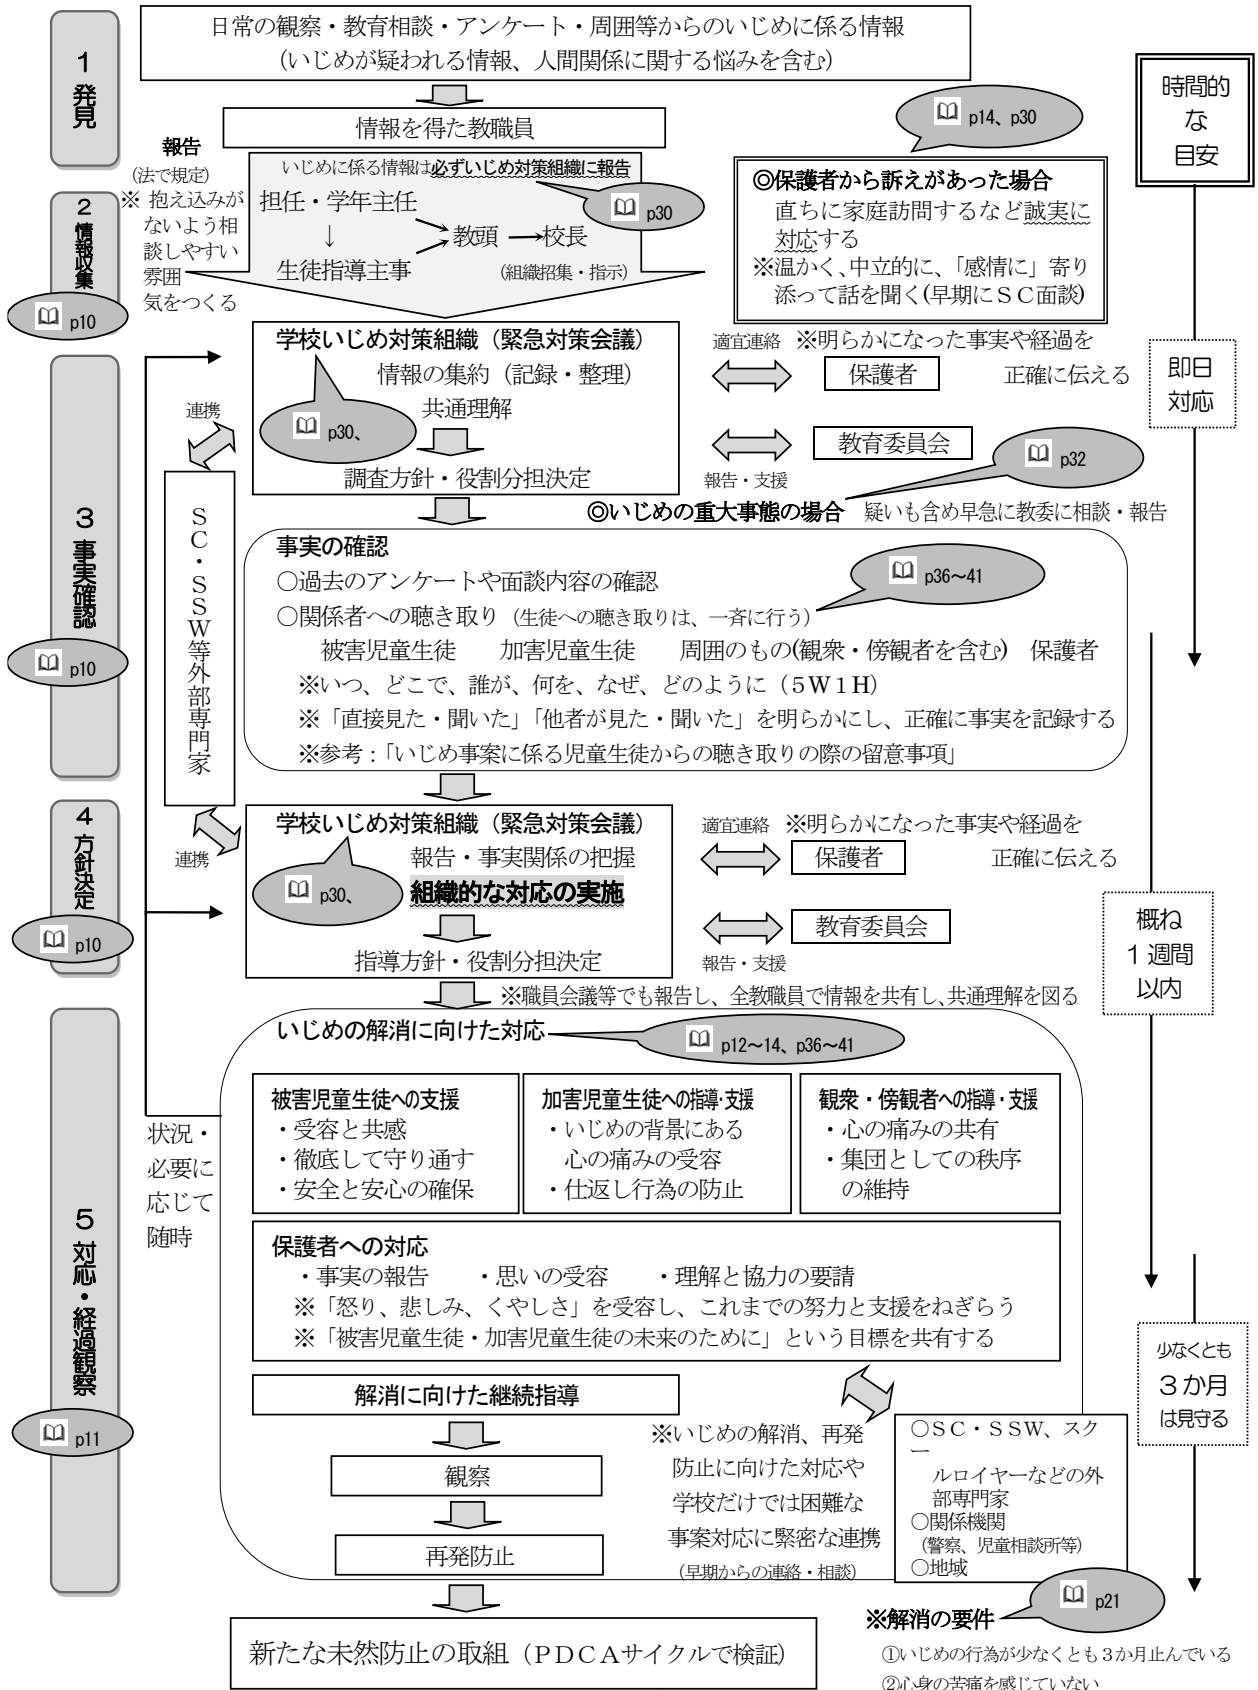 日常の観察・教育相談・アンケート・周囲等からのいじめに係る情報
(いじめが疑われる情報、人間関係に関する悩みを含む)
1 発見
時間的
な
目安
p14、p30
情報を得た教職員
報告
(法で規定)
※ 抱え込みが
ないよう相
談しやすい
雰囲
気をつくる
いじめに係る情報は必ずいじめ対策組織に報告
担任・学年主任
↓
生徒指導主事
教頭
校長
(組織招集・指示)
p30
◎保護者から訴えがあった場合
直ちに家庭訪問するなど誠実に
対応する
※温かく、中立的に、「感情に」寄り
添って話を聞く(早期にSC面談)
2 情報収集
p10
学校いじめ対策組織（緊急対策会議）
情報の集約（記録・整理）
共通理解
p30、
調査方針・役割分担決定
適宜連絡 ※明らかになった事実や経過を
保護者 正確に伝える
教育委員会
報告・支援
p32
即日
対応
連携
◎いじめの重大事態の場合 疑いも含め早急に教委に相談・報告
3 事実確認
p10
SC・SSW等外部専門家
事実の確認
○過去のアンケートや面談内容の確認
p36～41
○関係者への聴き取り（生徒への聴き取りは、一斉に行う）
被害児童生徒 加害児童生徒 周囲のもの(観衆・傍観者を含む) 保護者
※いつ、どこで、誰が、何を、なぜ、どのように（５W１H）
※「直接見た・聞いた」「他者が見た・聞いた」を明らかにし、正確に事実を記録する
※参考：「いじめ事案に係る児童生徒からの聴き取りの際の留意事項」
4 方針決定
p10
連携
学校いじめ対策組織（緊急対策会議）
報告・事実関係の把握
p30、
組織的な対応の実施
指導方針・役割分担決定
適宜連絡 ※明らかになった事実や経過を
保護者 正確に伝える
教育委員会
報告・支援
概ね
１週間
以内
※職員会議等でも報告し、全教職員で情報を共有し、共通理解を図る
5 対応・経過観察
p11
いじめの解消に向けた対応
p12～14、p36～41
被害児童生徒への支援
・受容と共感
・徹底して守り通す
・安全と安心の確保
加害児童生徒への指導・支援
・いじめの背景にある
心の痛みの受容
・仕返し行為の防止
観衆・傍観者への指導・支援
・心の痛みの共有
・集団としての秩序
の維持
状況・
必要に
応じて
随時
保護者への対応
・事実の報告 ・思いの受容 ・理解と協力の要請
※「怒り、悲しみ、くやしさ」を受容し、これまでの努力と支援をねぎらう
※「被害児童生徒・加害児童生徒の未来のために」という目標を共有する
少なくとも
３か月
は見守る
解消に向けた継続指導
観察
再発防止
※いじめの解消、再発
防止に向けた対応や
学校だけでは困難な
事案対応に緊密な連携
(早期からの連絡・相談)
○SC・SSW、スク
ー
ルロイヤーなどの外
部専門家
○関係機関
(警察、児童相談所等)
○地域
p21
新たな未然防止の取組（PDCAサイクルで検証）
※解消の要件
①いじめの行為が少なくとも３か月止んでいる
②心身の苦痛を感じていない